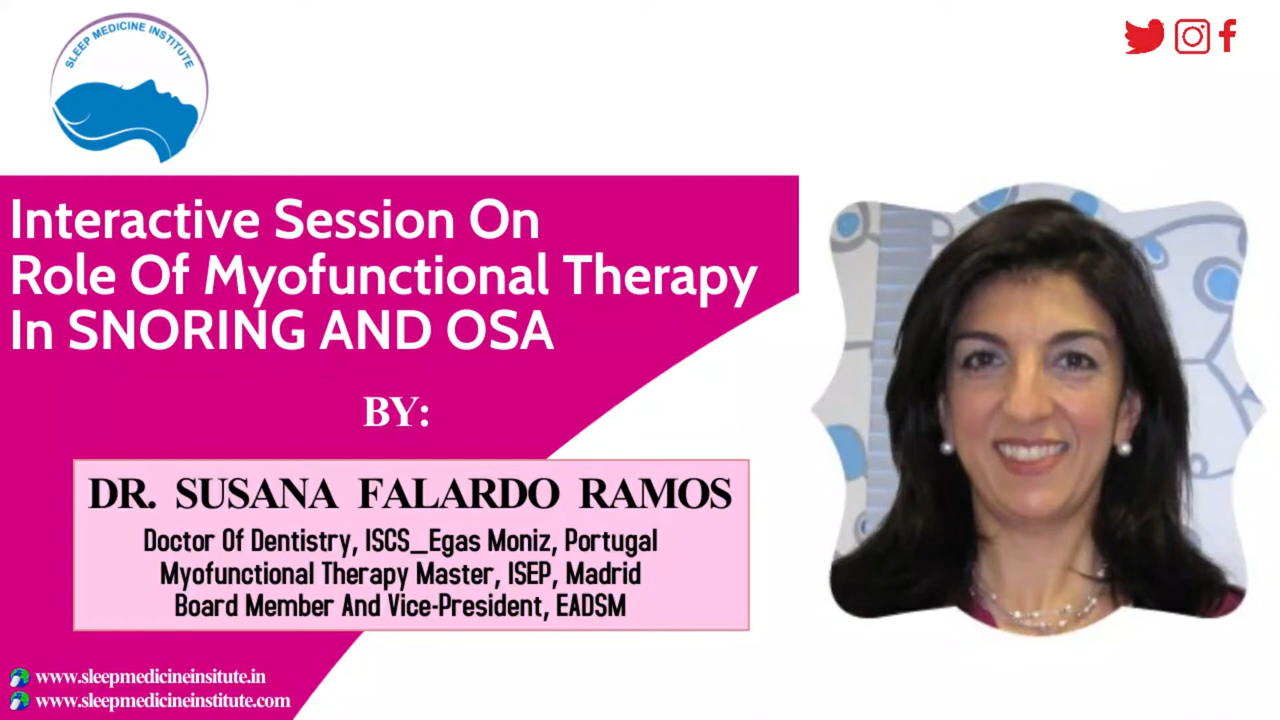 SLEEP MEDICINE INSTITUTE
Interactive Session On
Role Of Myofunctional Therapy
In SNORING AND OSA
BY:
DR. SUSANA FALARDO RAMOS
Doctor Of Dentistry, ISCS_Egas Moniz, Portugal
Myofunctional Therapy Master, ISEP, Madrid
Board Member And Vice-President, EADSM
www.sleepmedicineinsitute.in
www.sleepmedicineinstitute.com